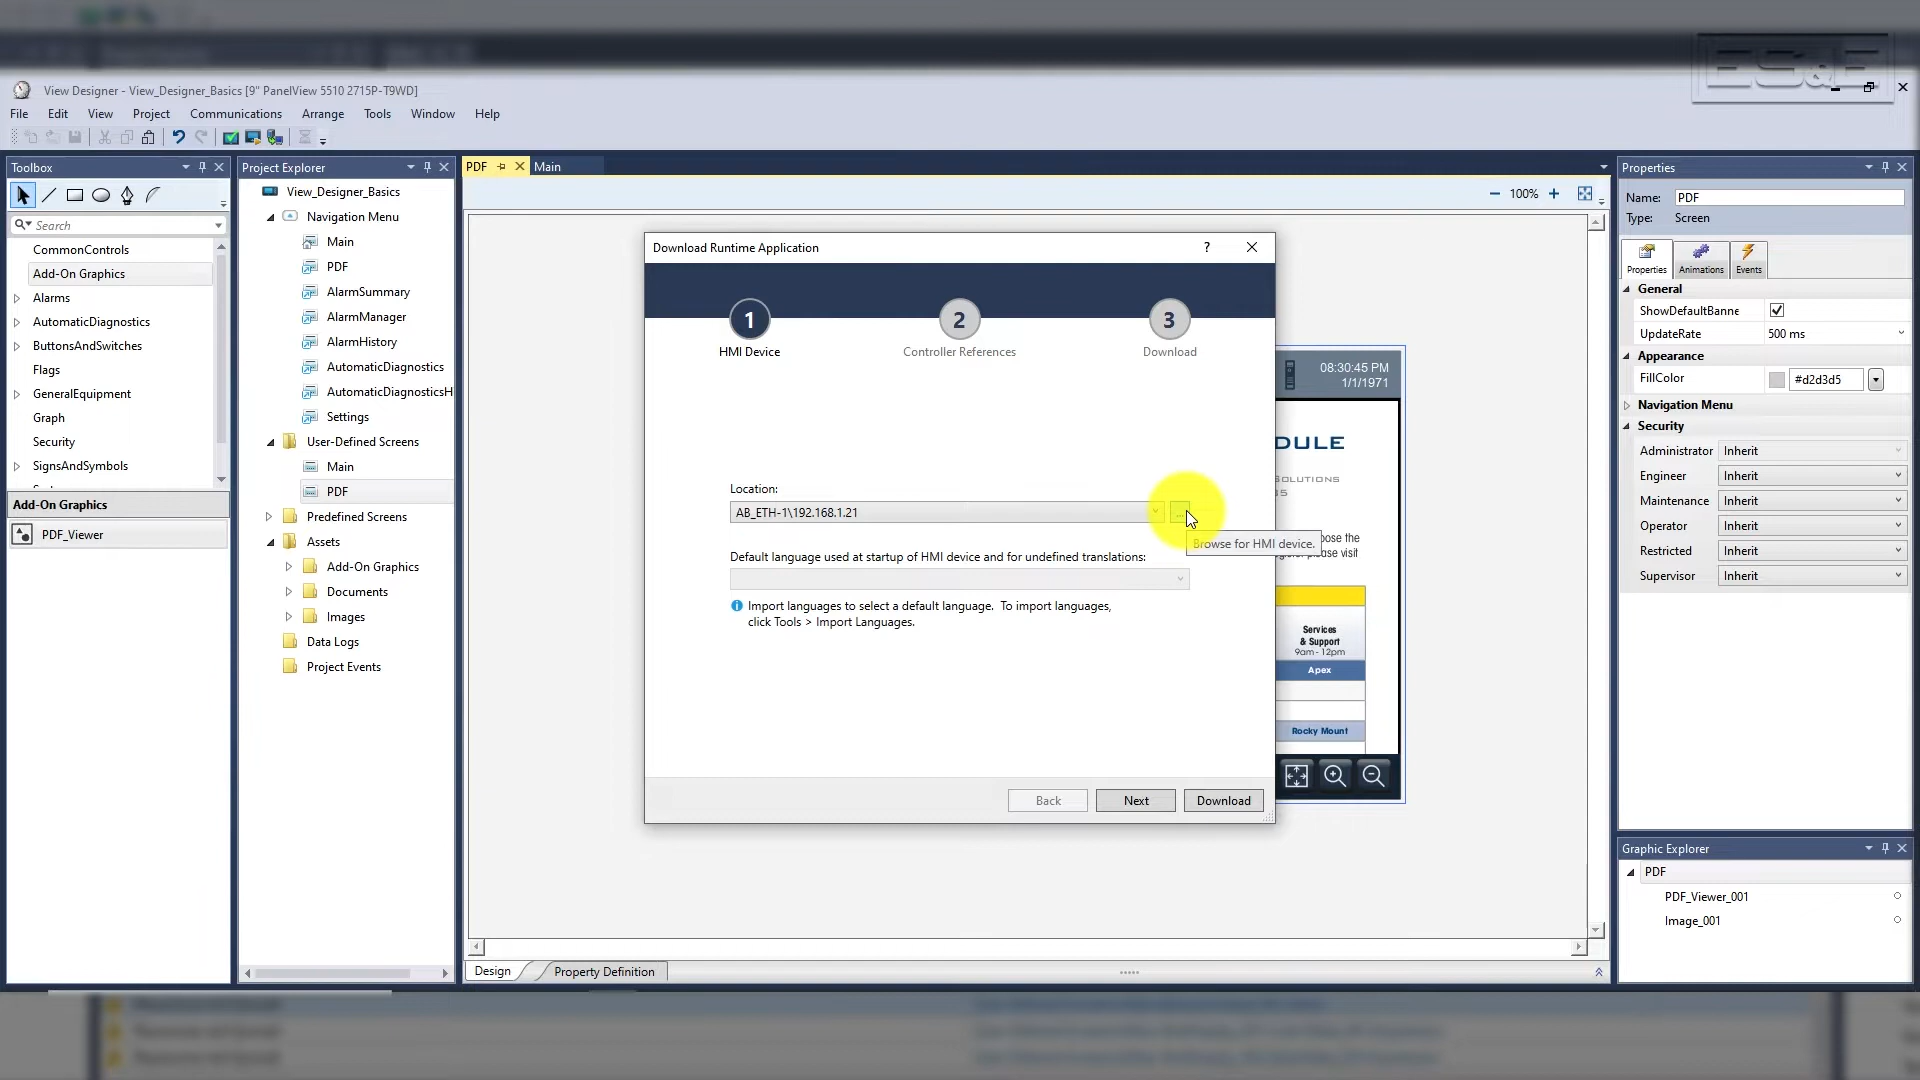 ES&E
View Designer - View_Designer_Basics [9" PanelView 5510 2715P-T9WD]
File Edit View Project Communications Arrange Tools Window Help
Toolbox
Search
CommonControls
Add-On Graphics
Alarms
AutomaticDiagnostics
ButtonsAndSwitches
Flags
GeneralEquipment
Graph
Security
SignsAndSymbols
Add-On Graphics
PDF_Viewer
Project Explorer
View_Designer_Basics
Navigation Menu
Main
PDF
AlarmSummary
AlarmManager
AlarmHistory
AutomaticDiagnostics
AutomaticDiagnosticsH
Settings
User-Defined Screens
Main
PDF
Predefined Screens
Assets
Add-On Graphics
Documents
Images
Data Logs
Project Events
PDF Main
100%
Download Runtime Application
1 2 3
HMI Device Controller References Download
Location:
AB_ETH-1\192.168.1.21
...
Browse for HMI device.
Default language used at startup of HMI device and for undefined translations:
Import languages to select a default language. To import languages,
click Tools > Import Languages.
Back Next Download
08:30:45 PM
1/1/1971
DULE
SOLUTIONS
oose the
please visit
Services
& Support
9am - 12pm
Apex
Rocky Mount
Design Property Definition
Properties
Name: PDF
Type: Screen
Properties Animations Events
General
ShowDefaultBanne
UpdateRate 500 ms
Appearance
FillColor #d2d3d5
Navigation Menu
Security
Administrator Inherit
Engineer Inherit
Maintenance Inherit
Operator Inherit
Restricted Inherit
Supervisor Inherit
Graphic Explorer
PDF
PDF_Viewer_001
Image_001